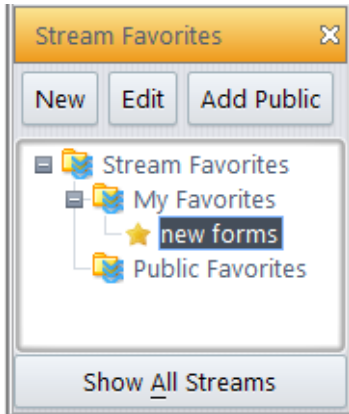 Stream Favorites
New Edit Add Public
Stream Favorites
My Favorites
new forms
Public Favorites
Show All Streams